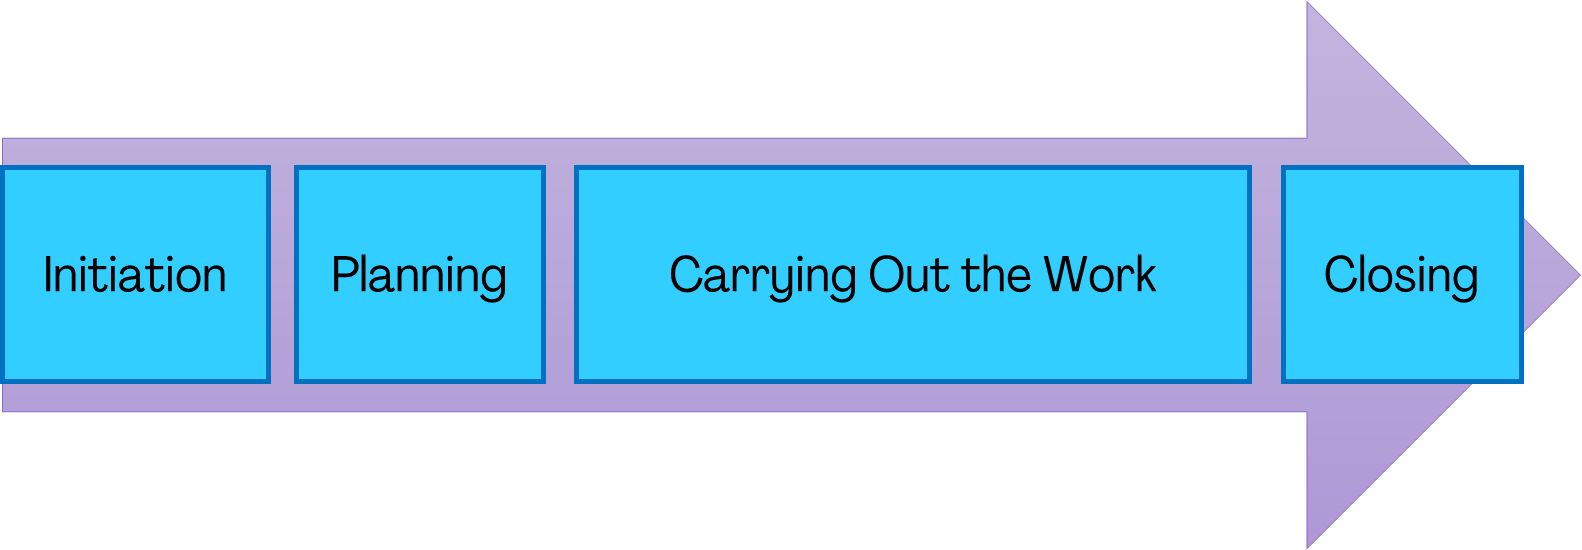 Initiation
Planning
Carrying Out the Work
Closing